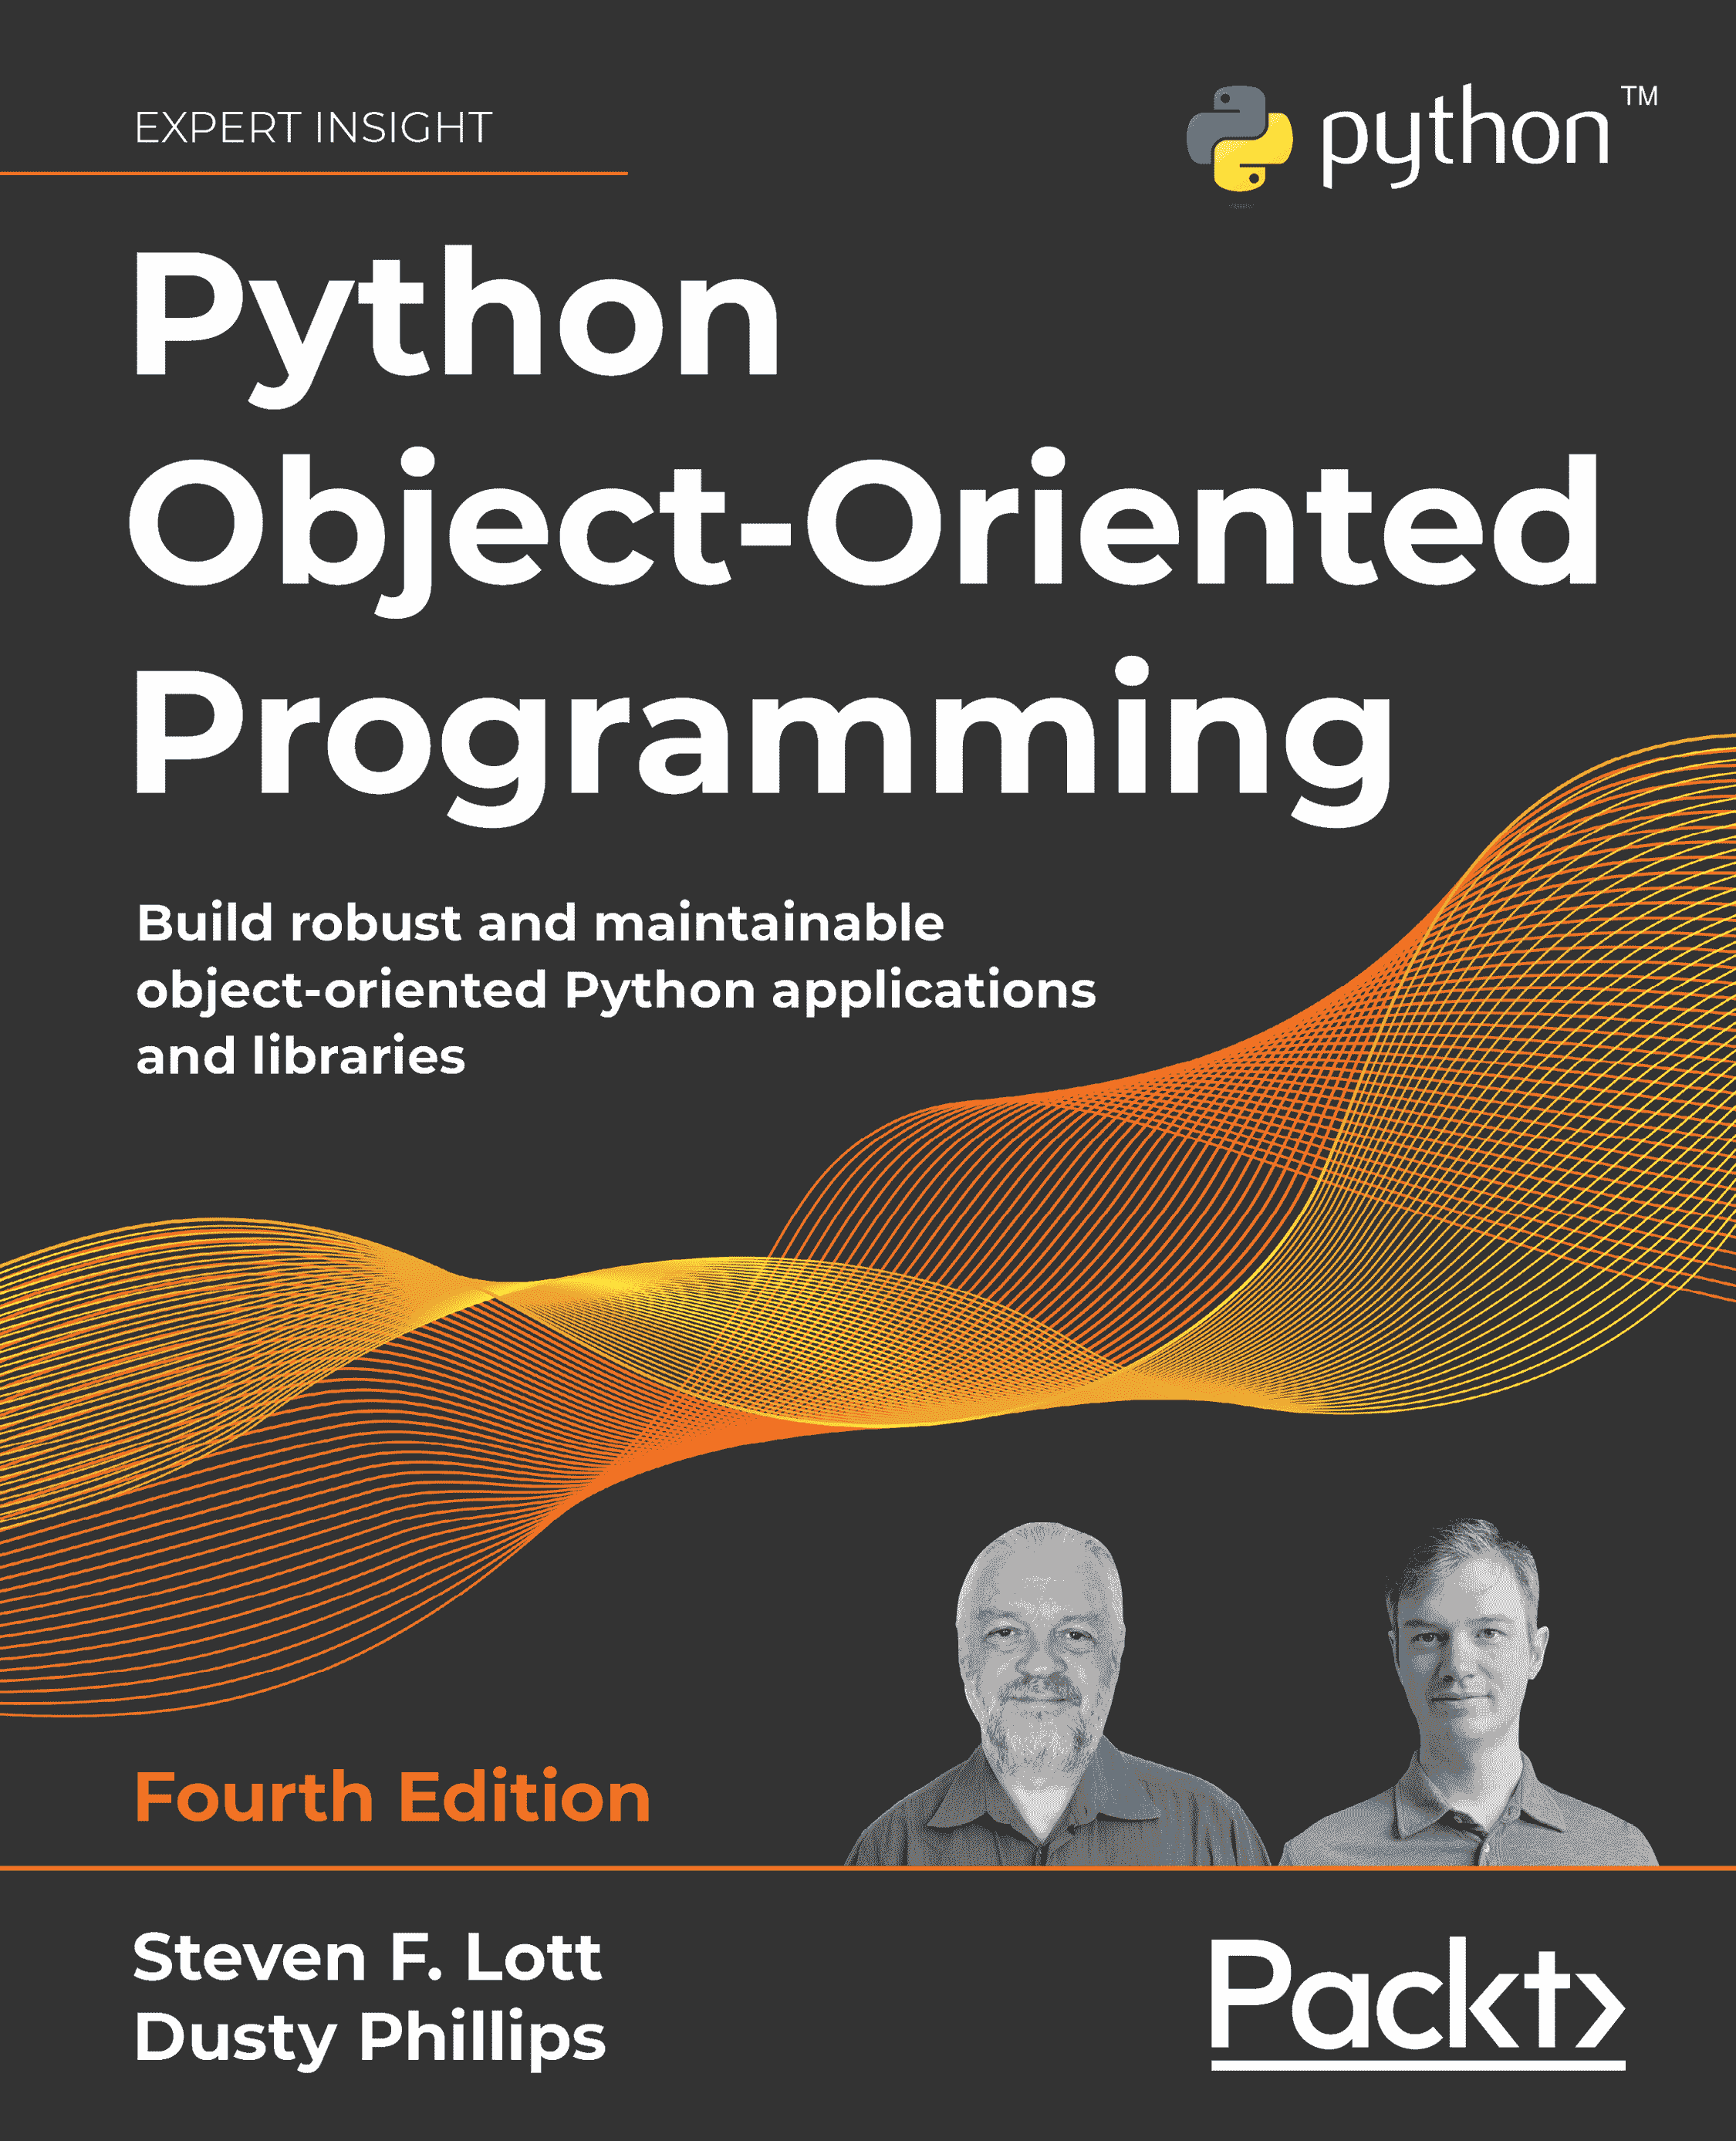 EXPERT INSIGHT
python™
Python
Object-Oriented
Programming
Build robust and maintainable
object-oriented Python applications
and libraries
Fourth Edition
Steven F. Lott
Dusty Phillips
Packt>